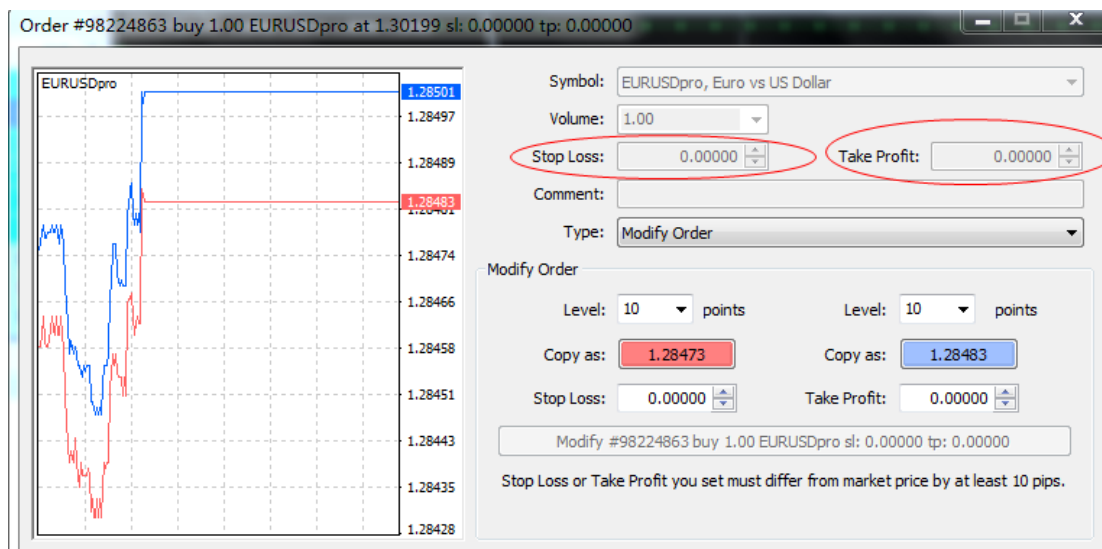 Order #98224863 buy 1.00 EURUSDpro at 1.30199 sl: 0.00000 tp: 0.00000
EURUSDpro
1.28501
1.28497
1.28489
1.28483
1.28481
1.28474
1.28466
1.28458
1.28451
1.28443
1.28435
1.28428
Symbol: EURUSDpro, Euro vs US Dollar
Volume: 1.00
Stop Loss: 0.00000 Take Profit: 0.00000
Comment:
Type: Modify Order
Modify Order
Level: 10 points Level: 10 points
Copy as: 1.28473 Copy as: 1.28483
Stop Loss: 0.00000 Take Profit: 0.00000
Modify #98224863 buy 1.00 EURUSDpro sl: 0.00000 tp: 0.00000
Stop Loss or Take Profit you set must differ from market price by at least 10 pips.